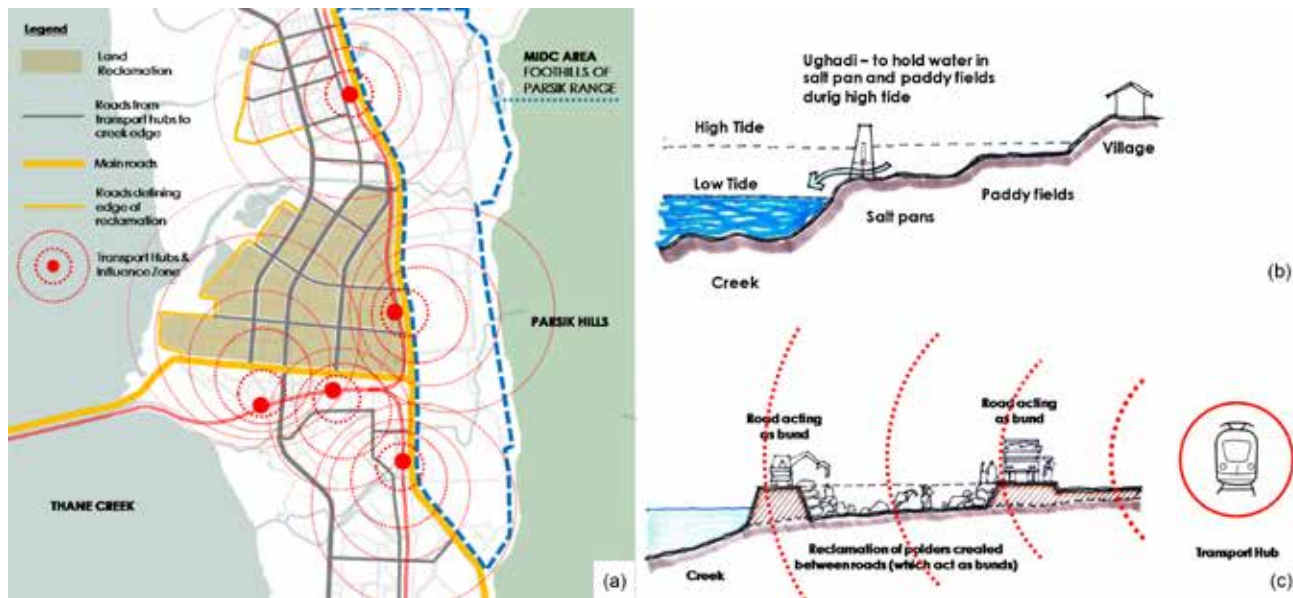 Legend
Land
Reclamation
Roads from
transport hubs to
creek edge
Main roads
Roads defining
edge of
reclamation
Transport Hubs &
Influence Zone
MIDC AREA
FOOTHILLS OF
PARSIK RANGE
PARSIK HILLS
THANE CREEK
(a)
Ughadi – to hold water in
salt pan and paddy fields
durig high tide
High Tide
Low Tide
Village
Paddy fields
Salt pans
Creek
(b)
Road acting
as bund
Road acting
as bund
Reclamation of polders created
between roads (which act as bunds)
Creek
Transport Hub
(c)